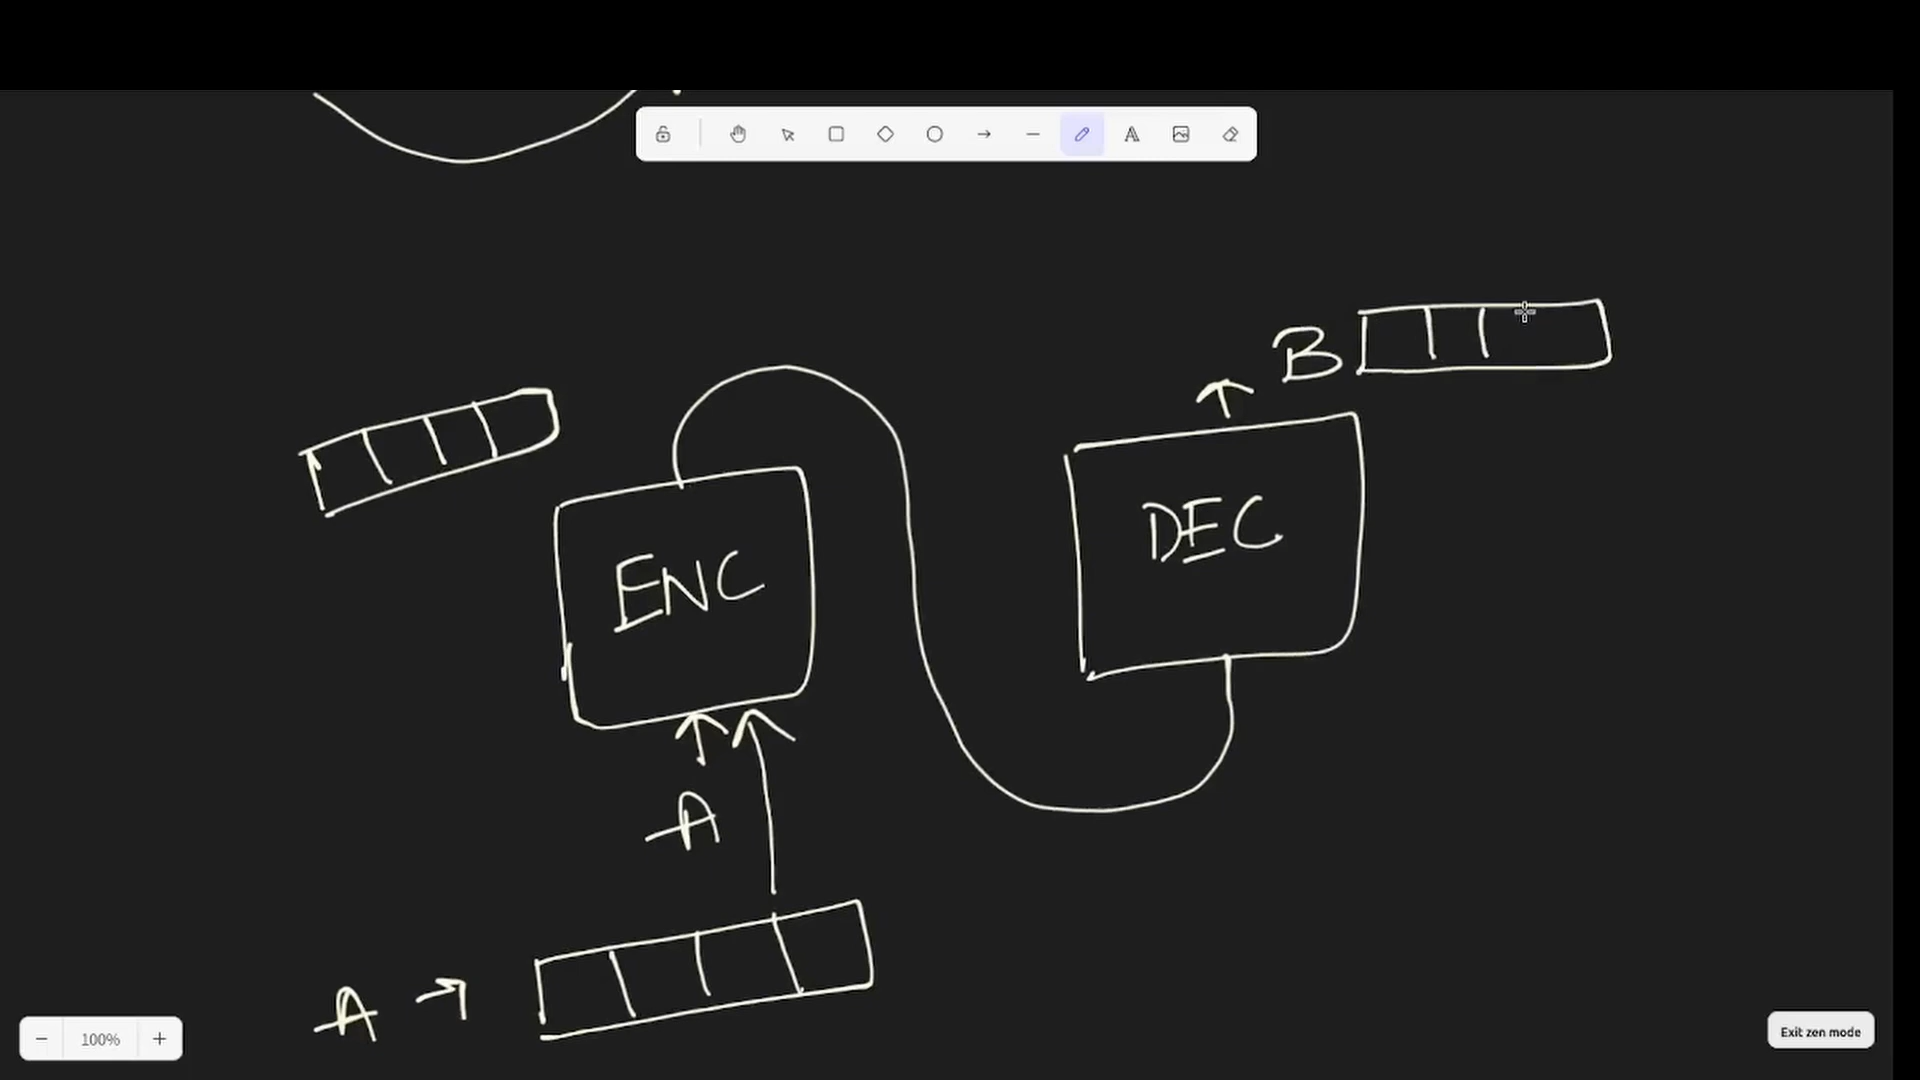 B
DEC
ENC
A
A →
100%
Exit zen mode